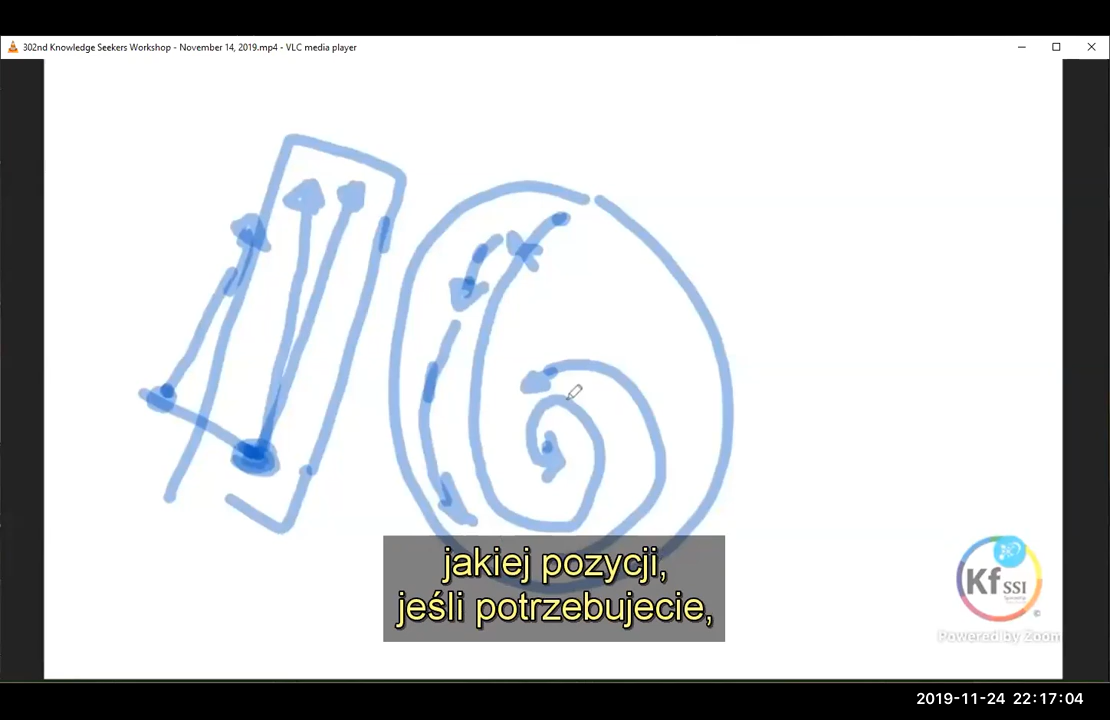 302nd Knowledge Seekers Workshop - November 14, 2019.mp4 - VLC media player
jakiej pozycji,
jeśli potrzebujecie,
Kf SSI
©
Powered by Zoom
2019-11-24 22:17:04